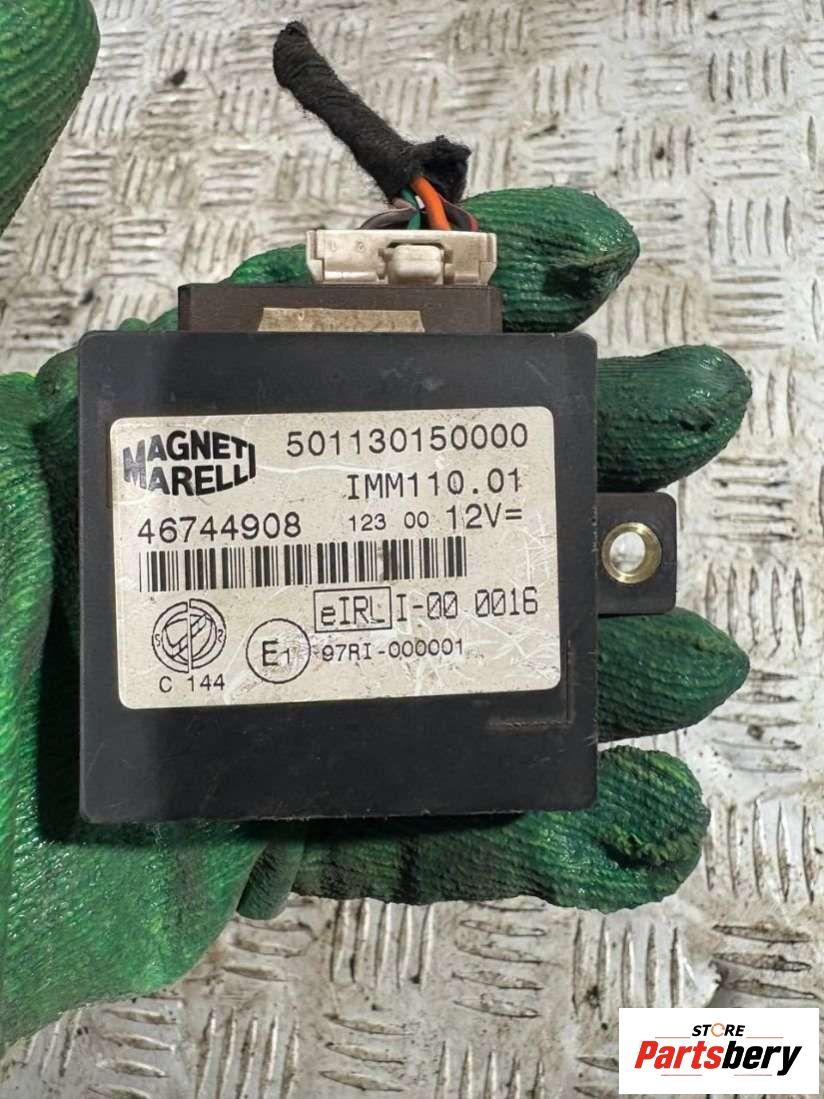 MAGNETI
MARELLI
501130150000
IMM110.01
46744908
123 00 12V=
eIRL I-00 0016
E1
97RI-000001
C 144
STORE
Partsbery